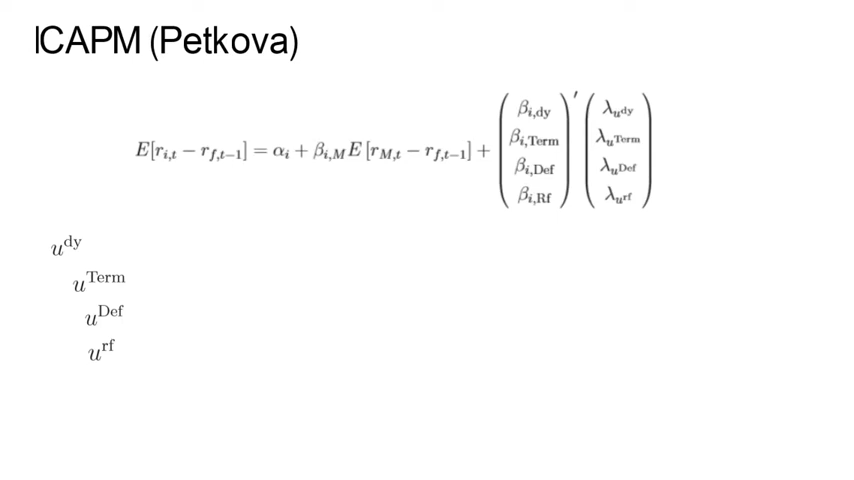 ICAPM (Petkova)
E[r_{i,t} − r_{f,t−1}] = α_i + β_{i,M} E [r_{M,t} − r_{f,t−1}] + (β_{i,dy} β_{i,Term} β_{i,Def} β_{i,Rf})′ (λ_{u^{dy}} λ_{u^{Term}} λ_{u^{Def}} λ_{u^{rf}})
u^{dy}
u^{Term}
u^{Def}
u^{rf}